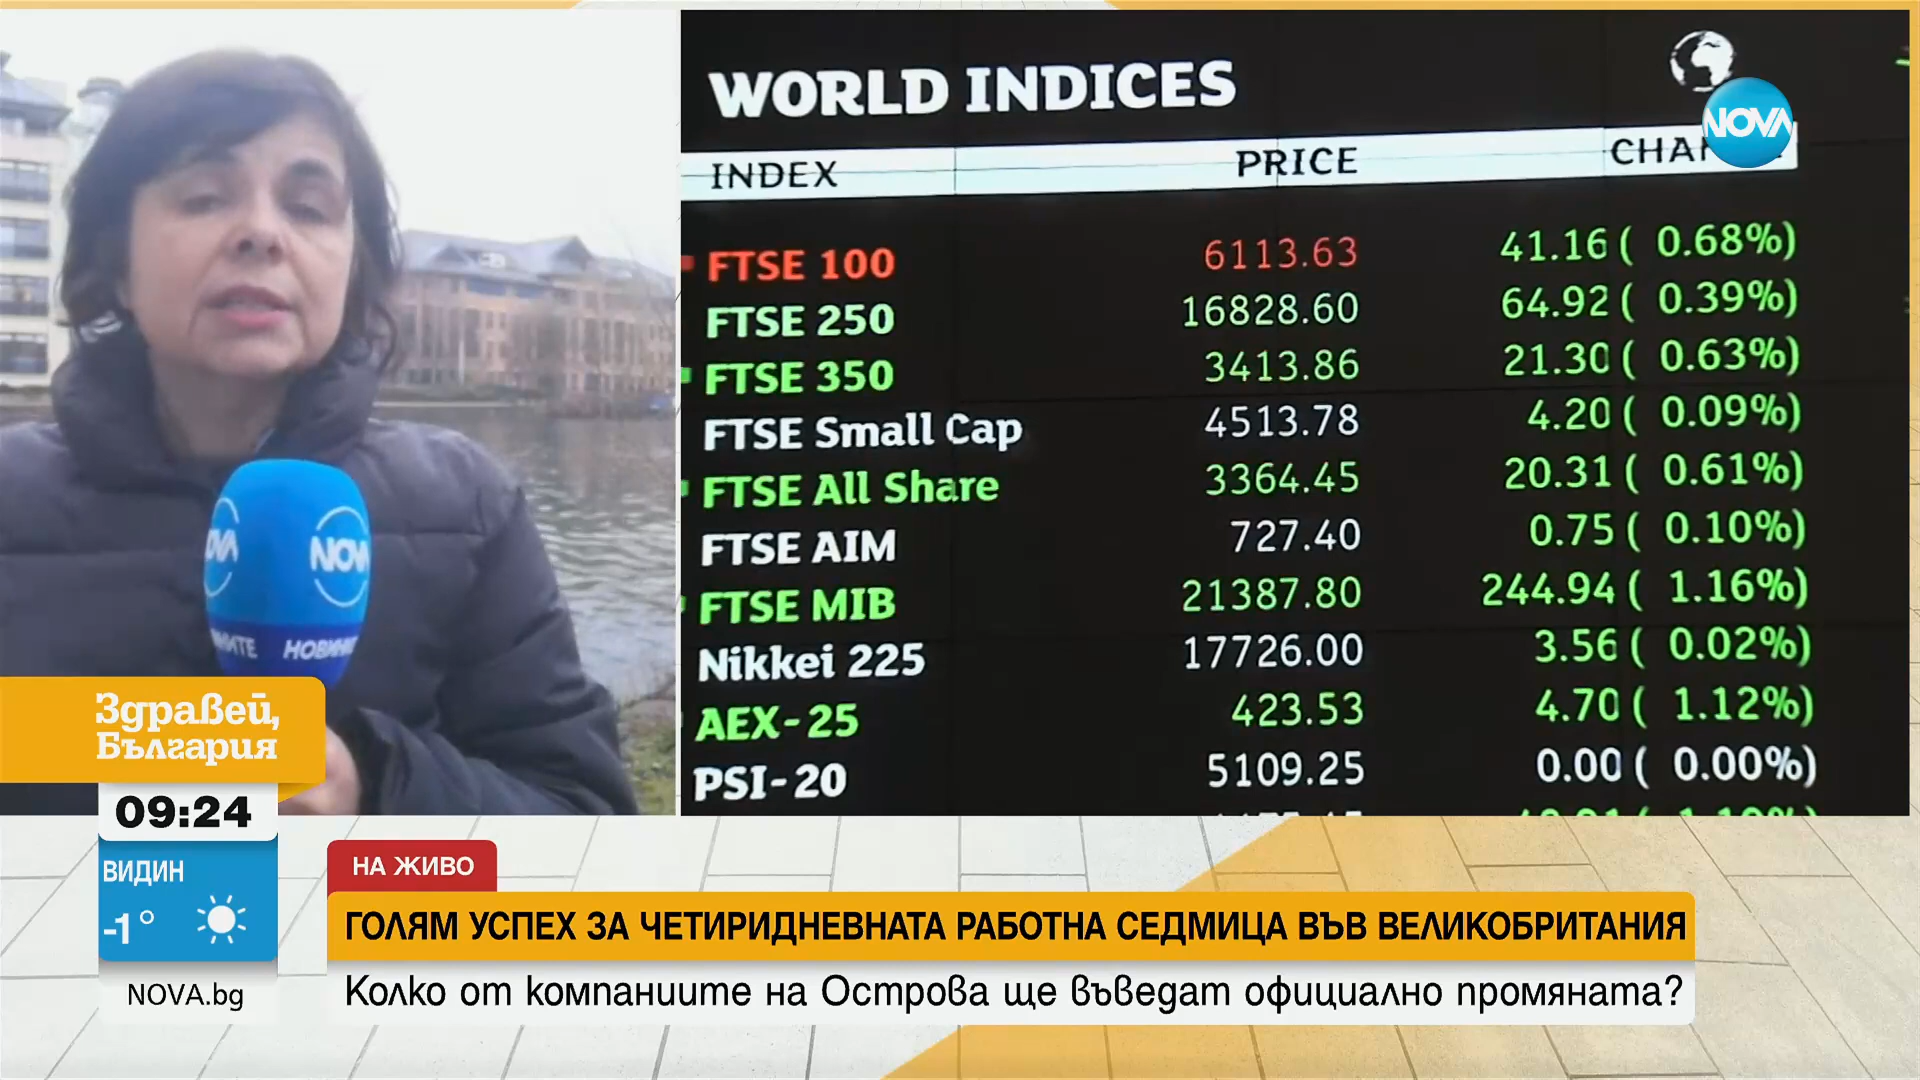 WORLD INDICES
NOVA
INDEX PRICE
FTSE 100 6113.63 41.16 ( 0.68%)
FTSE 250 16828.60 64.92 ( 0.39%)
FTSE 350 3413.86 21.30 ( 0.63%)
FTSE Small Cap 4513.78 4.20 ( 0.09%)
FTSE All Share 3364.45 20.31 ( 0.61%)
FTSE AIM 727.40 0.75 ( 0.10%)
FTSE MIB 21387.80 244.94 ( 1.16%)
Nikkei 225 17726.00 3.56 ( 0.02%)
AEX-25 423.53 4.70 ( 1.12%)
PSI-20 5109.25 0.00 ( 0.00%)
NOVA
НОВИНИТЕ
Здравей,
България
09:24
ВИДИН
-1°
NOVA.bg
НА ЖИВО
ГОЛЯМ УСПЕХ ЗА ЧЕТИРИДНЕВНАТА РАБОТНА СЕДМИЦА ВЪВ ВЕЛИКОБРИТАНИЯ
Колко от компаниите на Острова ще въведат официално промяната?